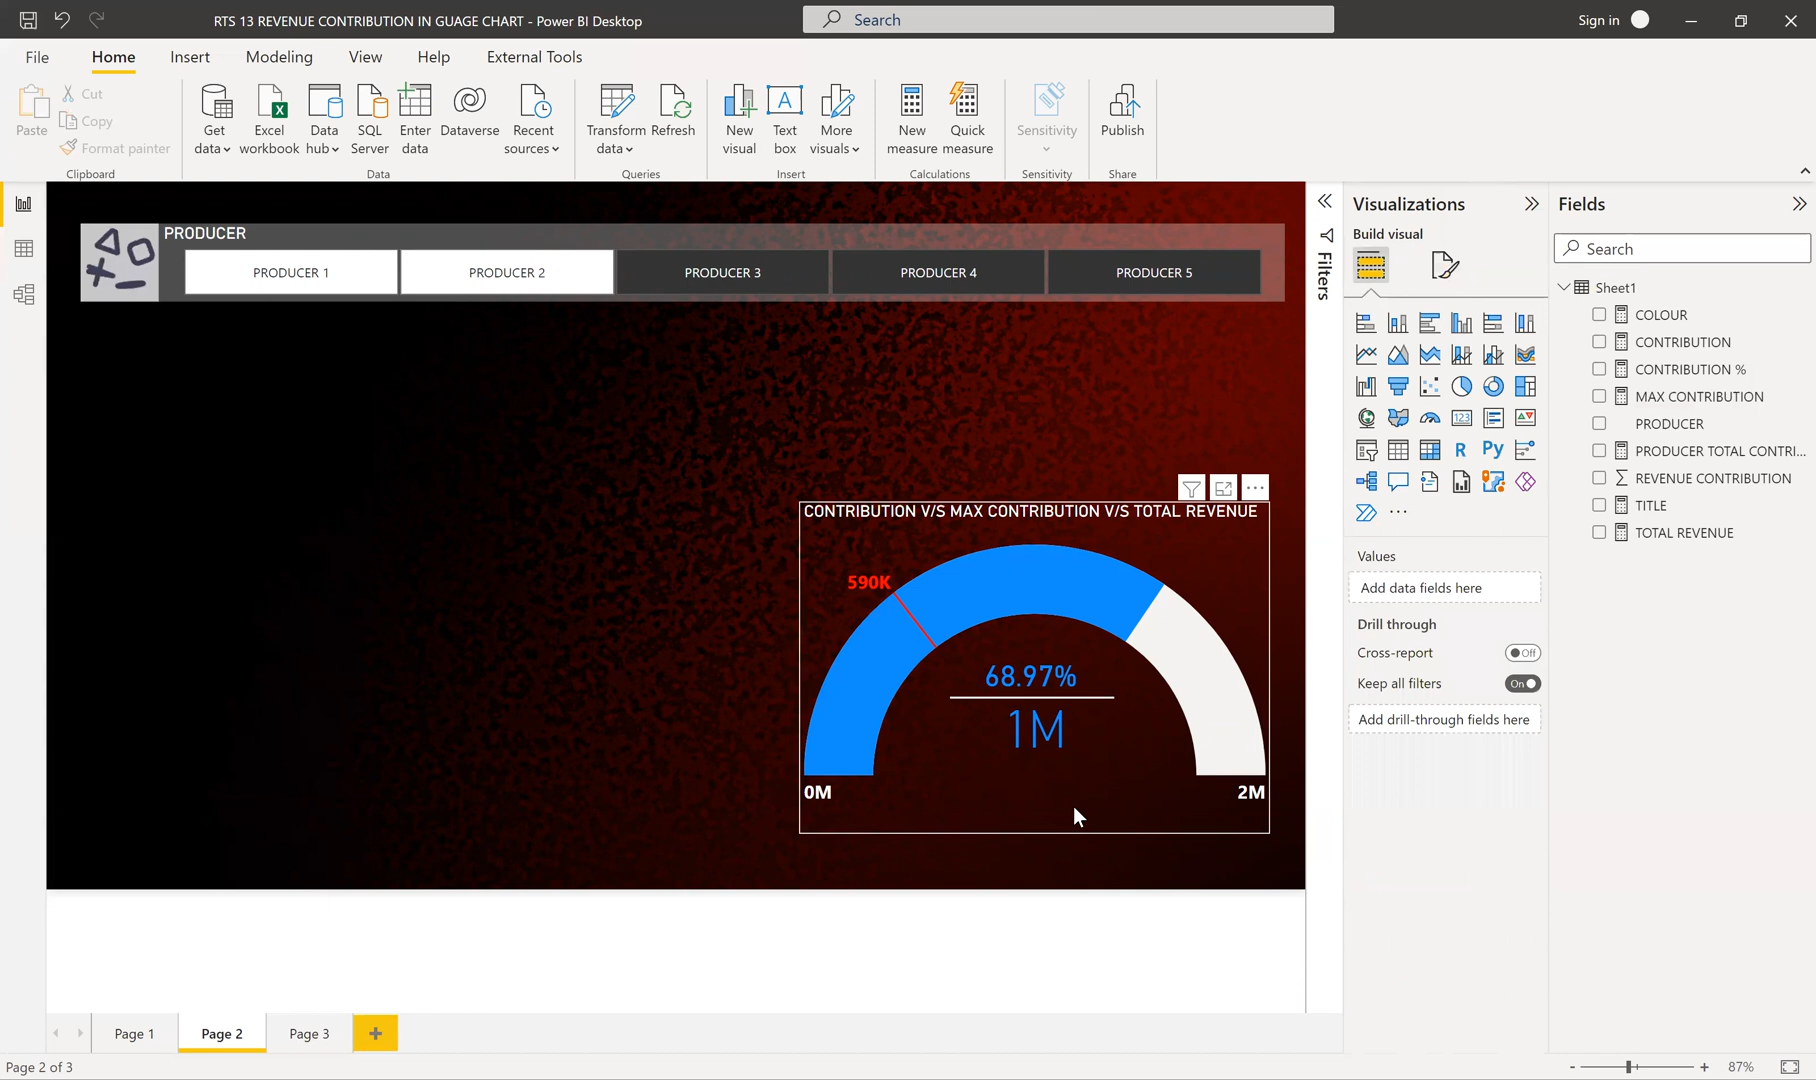 RTS 13 REVENUE CONTRIBUTION IN GUAGE CHART - Power BI Desktop
Search
Sign in
File
Home
Insert
Modeling
View
Help
External Tools
Paste
Cut
Copy
Format painter
Clipboard
Get data
Excel workbook
Data hub
SQL Server
Enter data
Dataverse
Recent sources
Data
Transform data
Refresh
Queries
New visual
Text box
More visuals
Insert
New measure
Quick measure
Calculations
Sensitivity
Sensitivity
Publish
Share
PRODUCER
PRODUCER 1
PRODUCER 2
PRODUCER 3
PRODUCER 4
PRODUCER 5
CONTRIBUTION V/S MAX CONTRIBUTION V/S TOTAL REVENUE
590K
68.97%
1M
0M
2M
Filters
Visualizations
Build visual
123
R
Py
Values
Add data fields here
Drill through
Cross-report
Off
Keep all filters
On
Add drill-through fields here
Fields
Search
Sheet1
COLOUR
CONTRIBUTION
CONTRIBUTION %
MAX CONTRIBUTION
PRODUCER
PRODUCER TOTAL CONTRI...
REVENUE CONTRIBUTION
TITLE
TOTAL REVENUE
Page 1
Page 2
Page 3
Page 2 of 3
87%